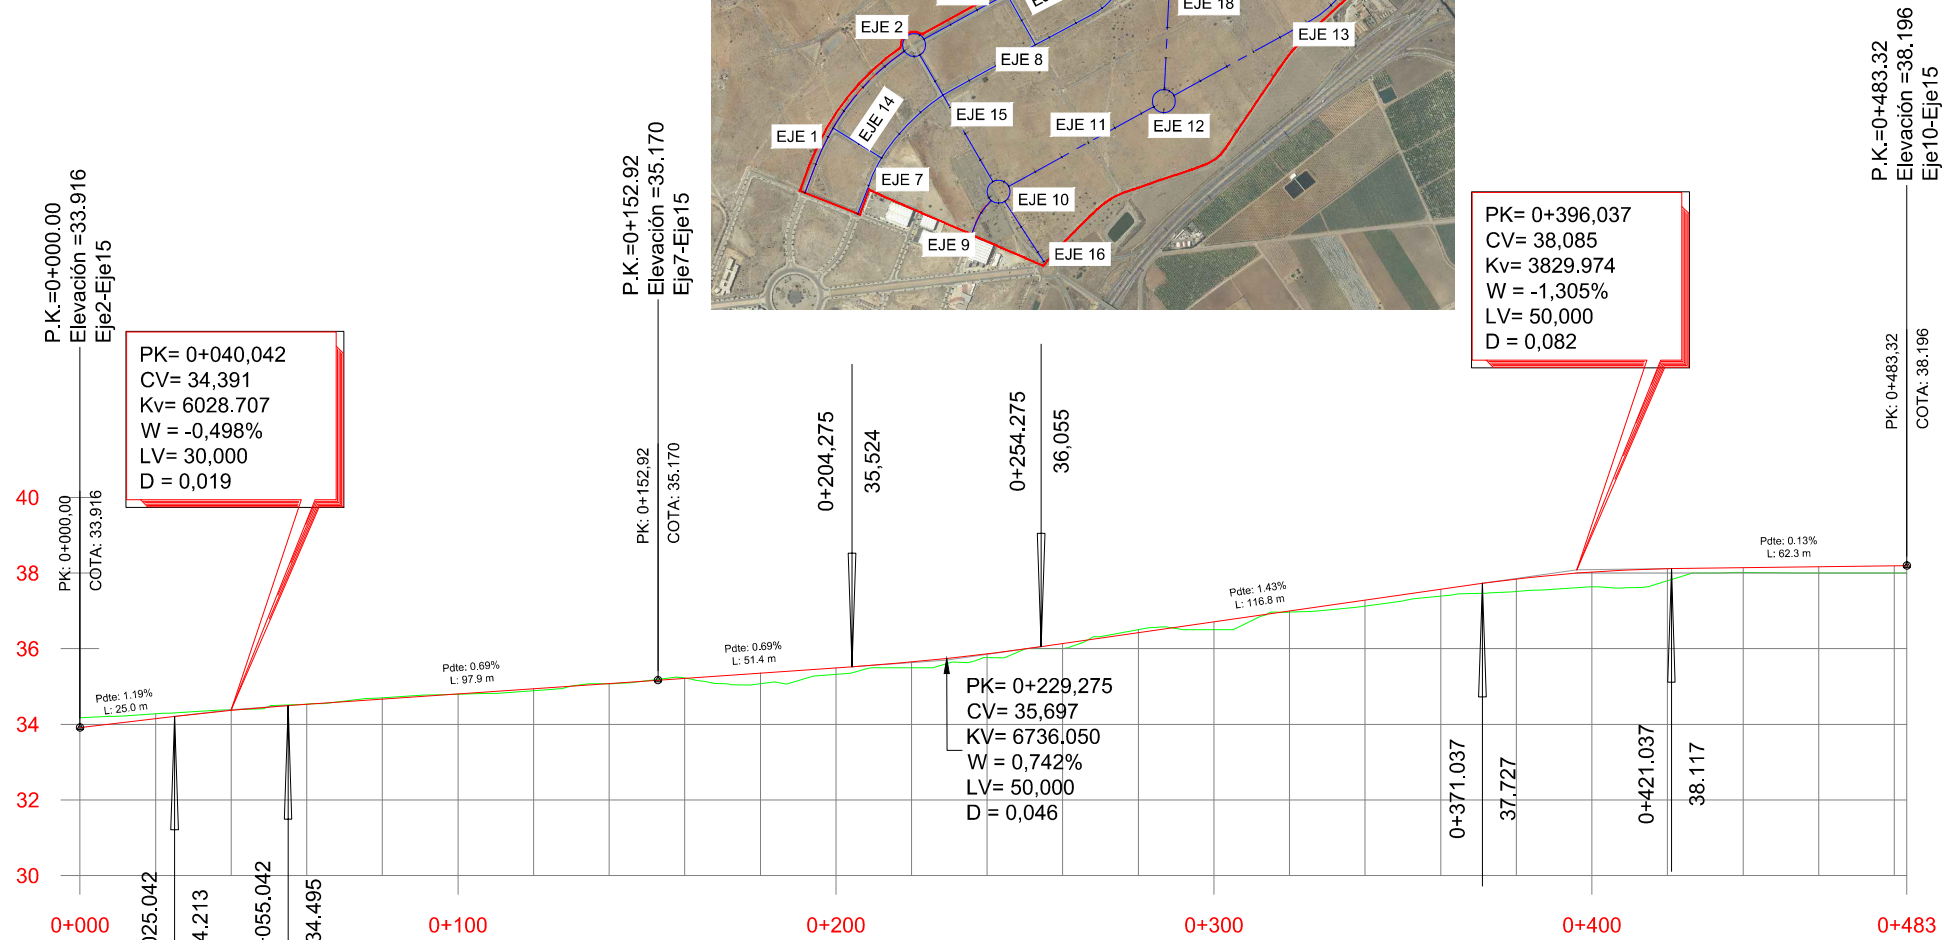 EJE 2
EJE 18
EJE 13
EJE 8
EJE 14
EJE 15
EJE 11
EJE 12
EJE 1
EJE 7
EJE 10
EJE 9
EJE 16
P.K.=0+000.00
Elevación =33.916
Eje2-Eje15
P.K.=0+152.92
Elevación =35.170
Eje7-Eje15
P.K.=0+483.32
Elevación =38.196
Eje10-Eje15
PK= 0+040,042
CV= 34,391
Kv= 6028.707
W = -0,498%
LV= 30,000
D = 0,019
PK= 0+396,037
CV= 38,085
Kv= 3829.974
W = -1,305%
LV= 50,000
D = 0,082
PK: 0+000,00
COTA: 33.916
PK: 0+152,92
COTA: 35.170
0+204,275
35,524
0+254.275
36,055
PK: 0+483,32
COTA: 38.196
40
38
36
34
32
30
Pdte: 1.19%
L: 25.0 m
Pdte: 0.69%
L: 97.9 m
Pdte: 0.69%
L: 51.4 m
Pdte: 1.43%
L: 116.8 m
Pdte: 0.13%
L: 62.3 m
PK= 0+229,275
CV= 35,697
KV= 6736.050
W = 0,742%
LV= 50,000
D = 0,046
0+371.037
37.727
0+421.037
38.117
025.042
4.213
+055.042
34.495
0+000
0+100
0+200
0+300
0+400
0+483